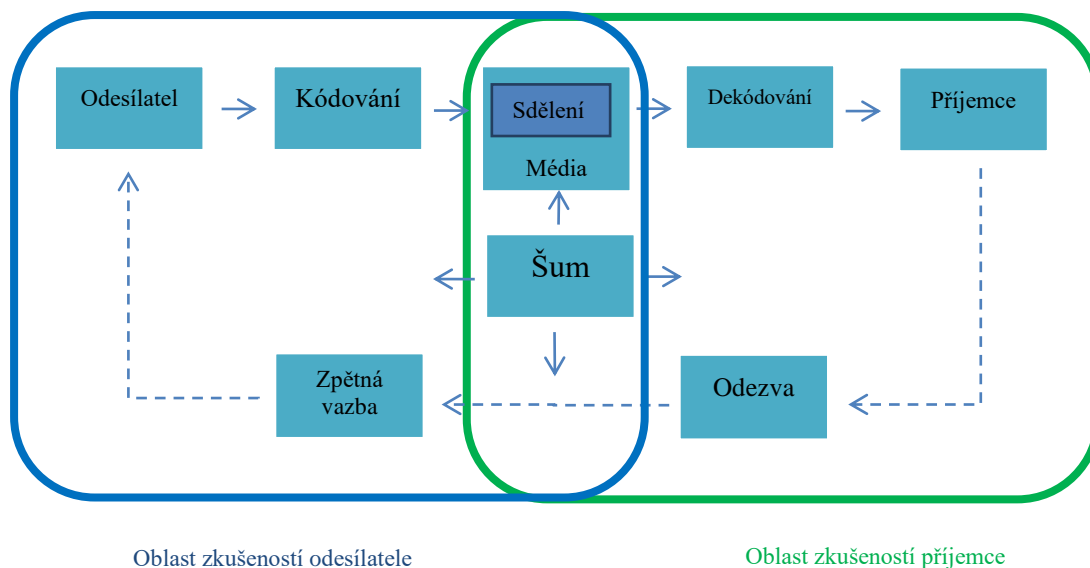 Odesílatel
Kódování
Sdělení
Média
Dekódování
Příjemce
Šum
Zpětná
vazba
Odezva
Oblast zkušeností odesílatele
Oblast zkušeností příjemce